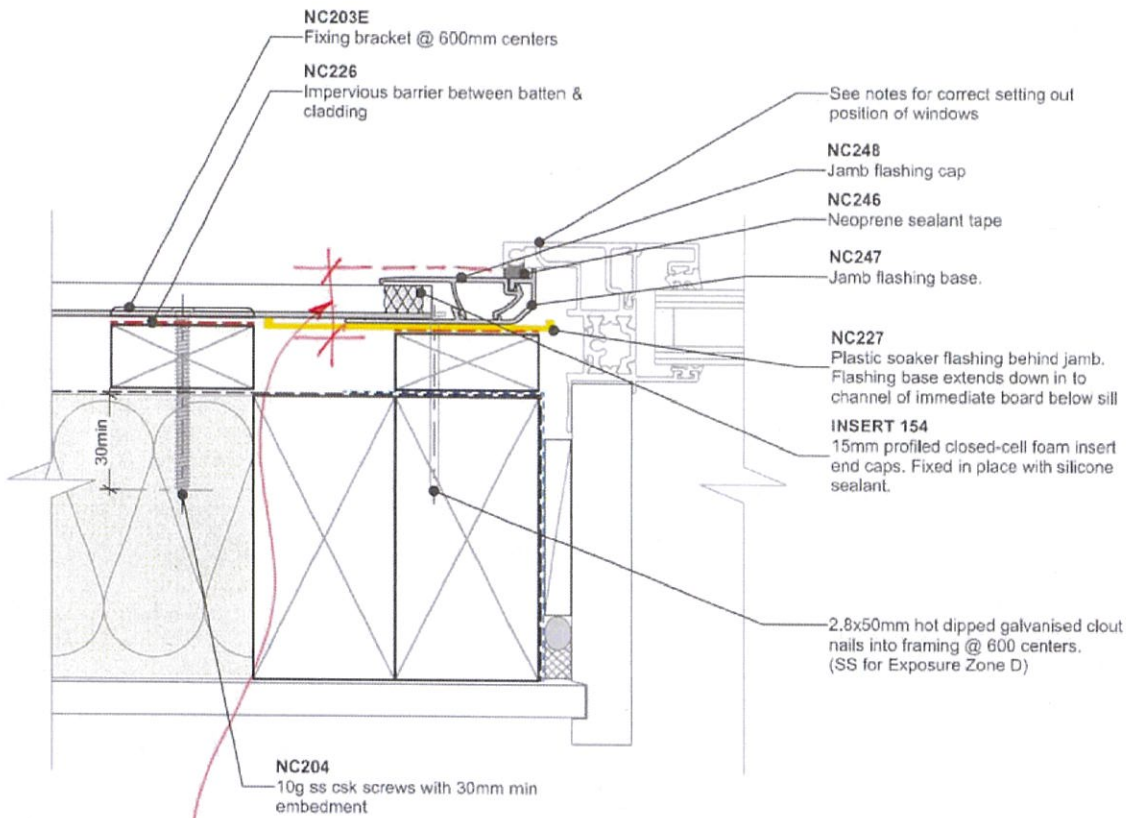 NC203E
Fixing bracket @ 600mm centers
NC226
Impervious barrier between batten &
cladding
See notes for correct setting out
position of windows
NC248
Jamb flashing cap
NC246
Neoprene sealant tape
NC247
Jamb flashing base.
NC227
Plastic soaker flashing behind jamb.
Flashing base extends down in to
channel of immediate board below sill
INSERT 154
15mm profiled closed-cell foam insert
end caps. Fixed in place with silicone
sealant.
30min
2.8x50mm hot dipped galvanised clout
nails into framing @ 600 centers.
(SS for Exposure Zone D)
NC204
10g ss csk screws with 30mm min
embedment